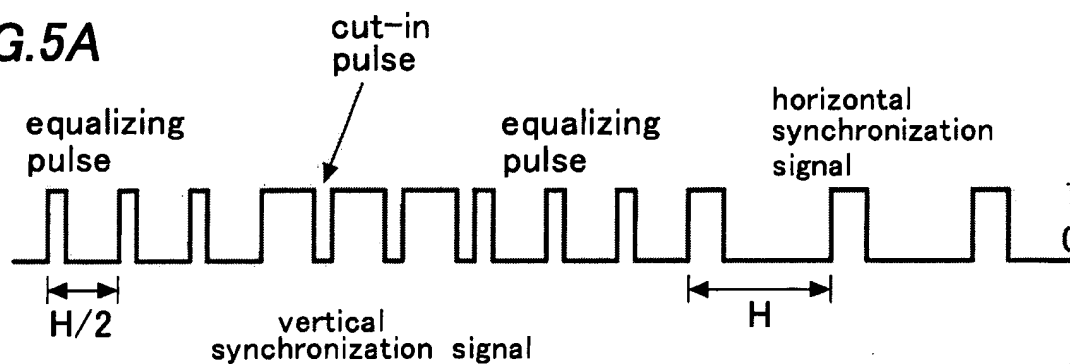 G.5A
cut-in
pulse
equalizing
pulse
equalizing
pulse
horizontal
synchronization
signal
H/2
H
vertical
synchronization signal